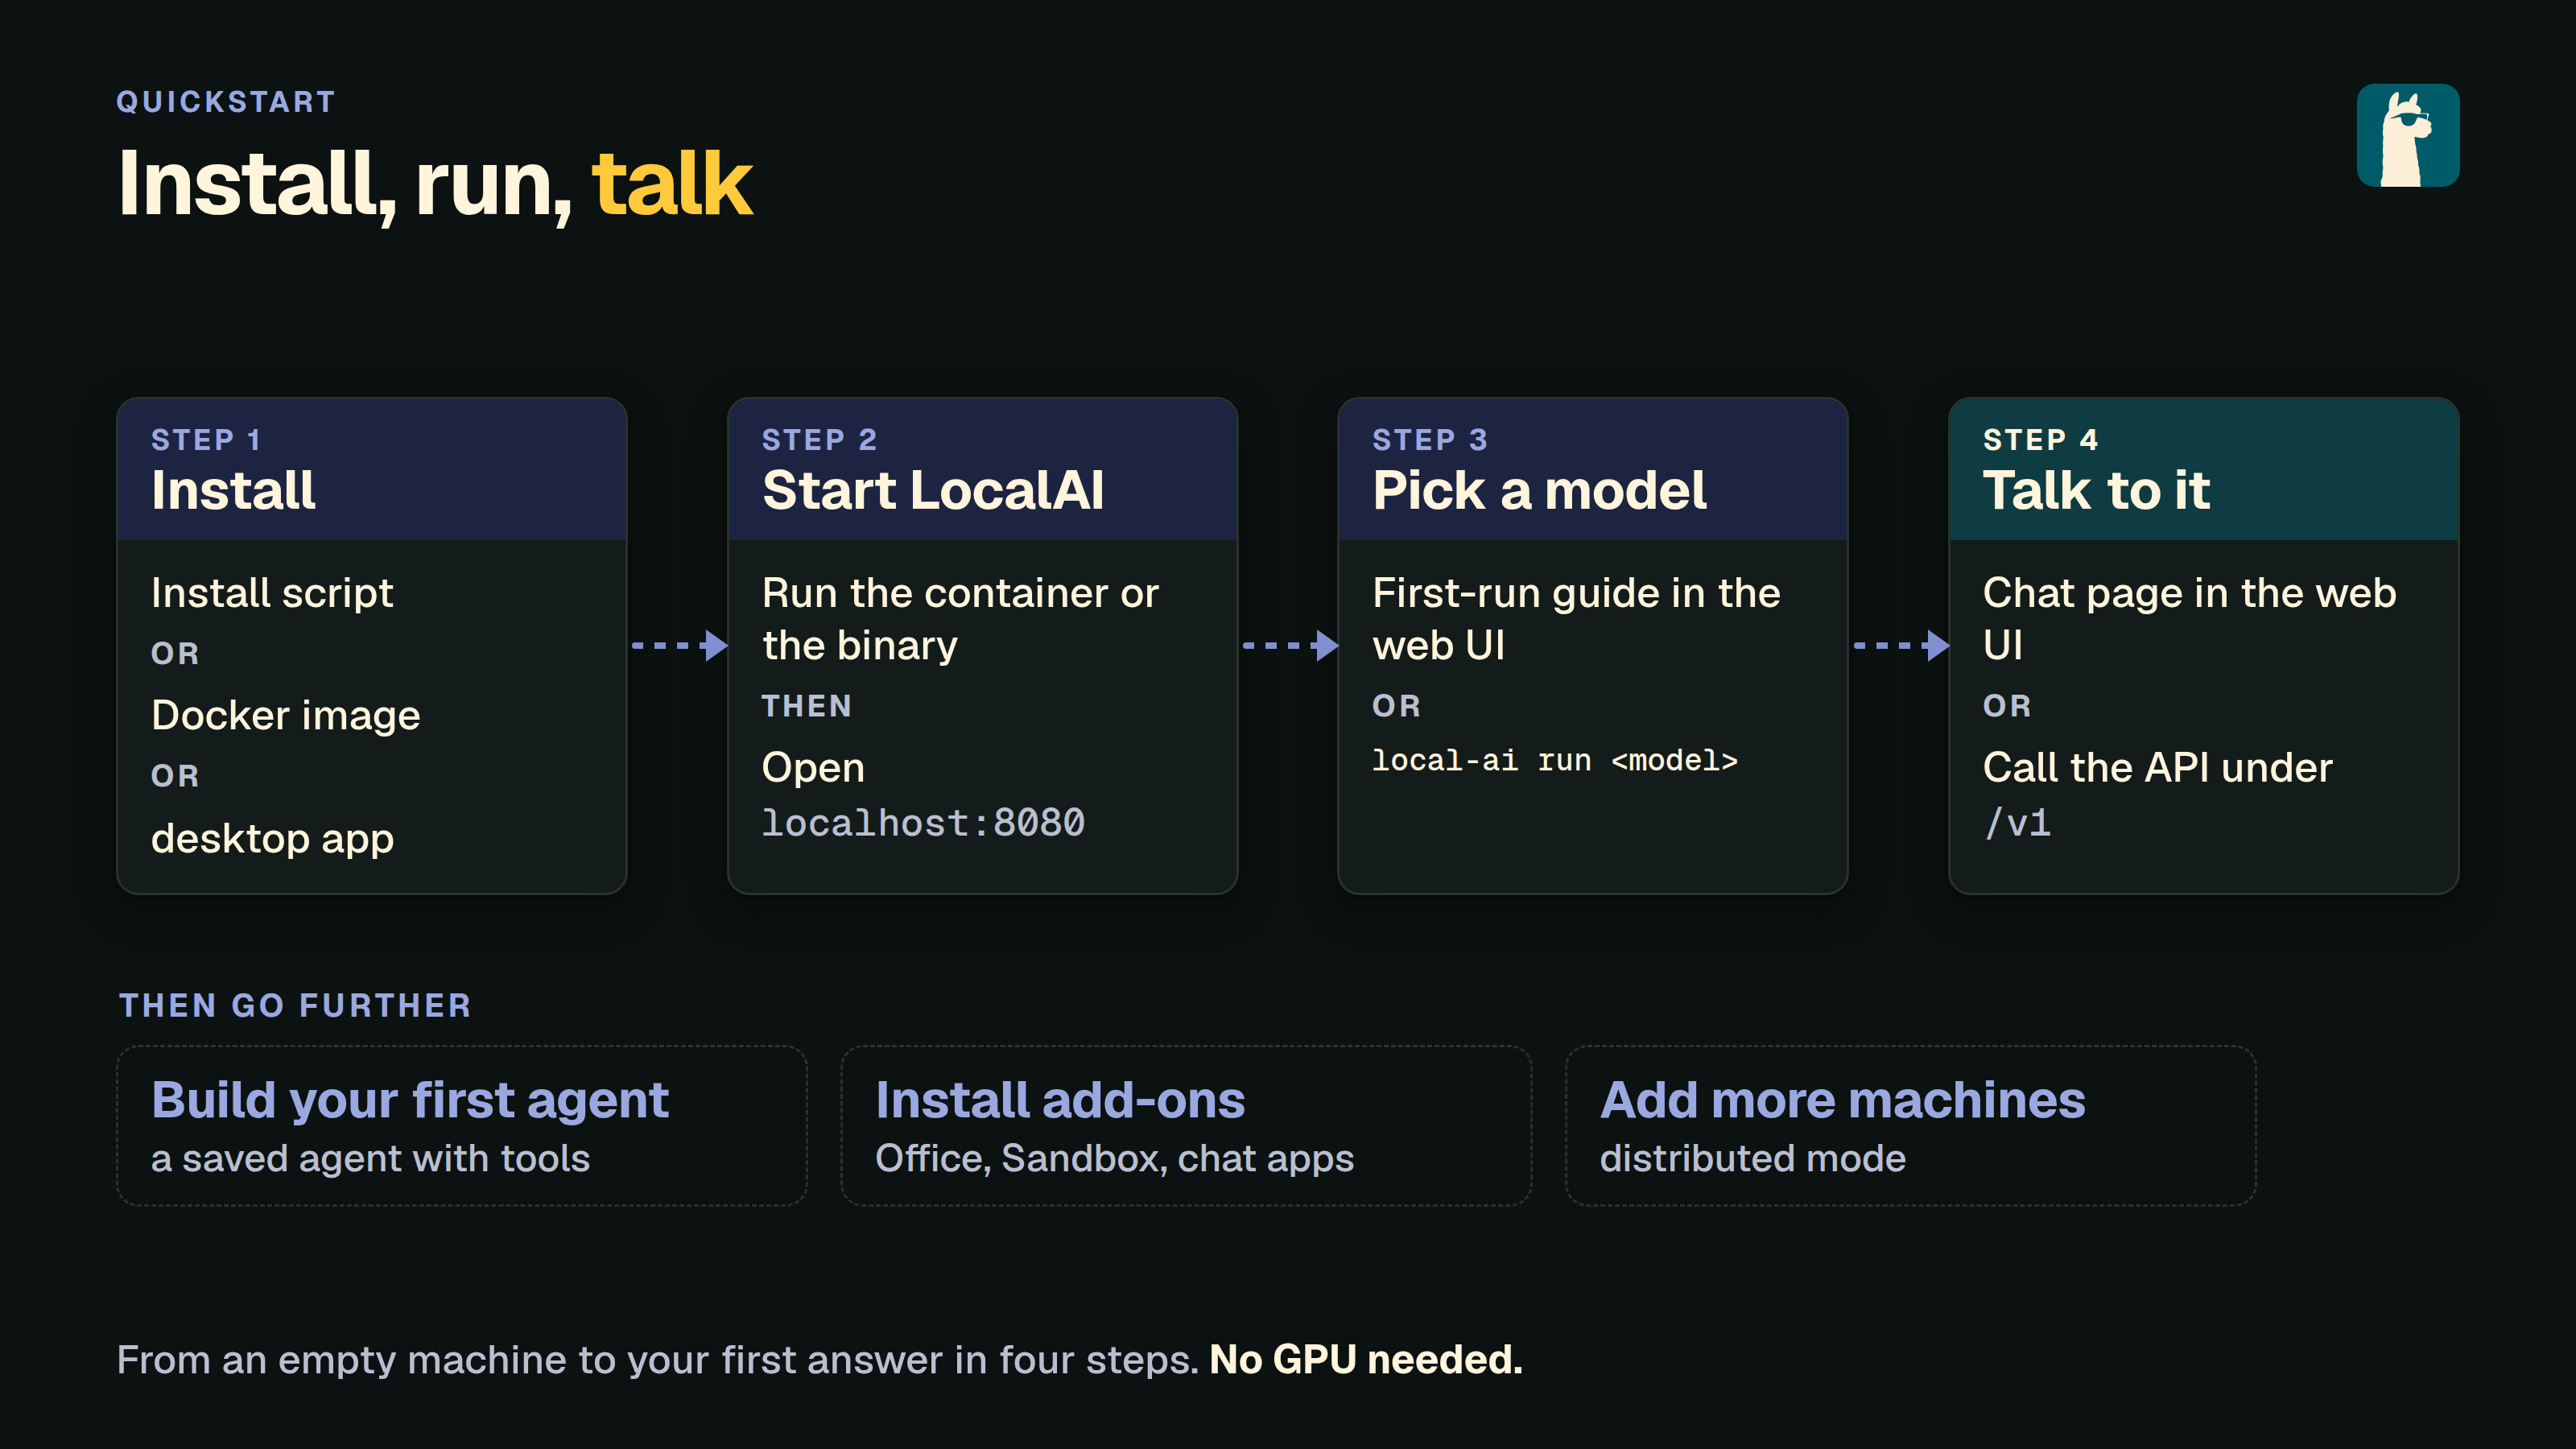 QUICKSTART
Install, run, talk
STEP 1
Install
Install script
OR
Docker image
OR
desktop app
STEP 2
Start LocalAI
Run the container or
the binary
THEN
Open
localhost:8080
STEP 3
Pick a model
First-run guide in the
web UI
OR
local-ai run <model>
STEP 4
Talk to it
Chat page in the web
UI
OR
Call the API under
/v1
THEN GO FURTHER
Build your first agent
a saved agent with tools
Install add-ons
Office, Sandbox, chat apps
Add more machines
distributed mode
From an empty machine to your first answer in four steps. No GPU needed.